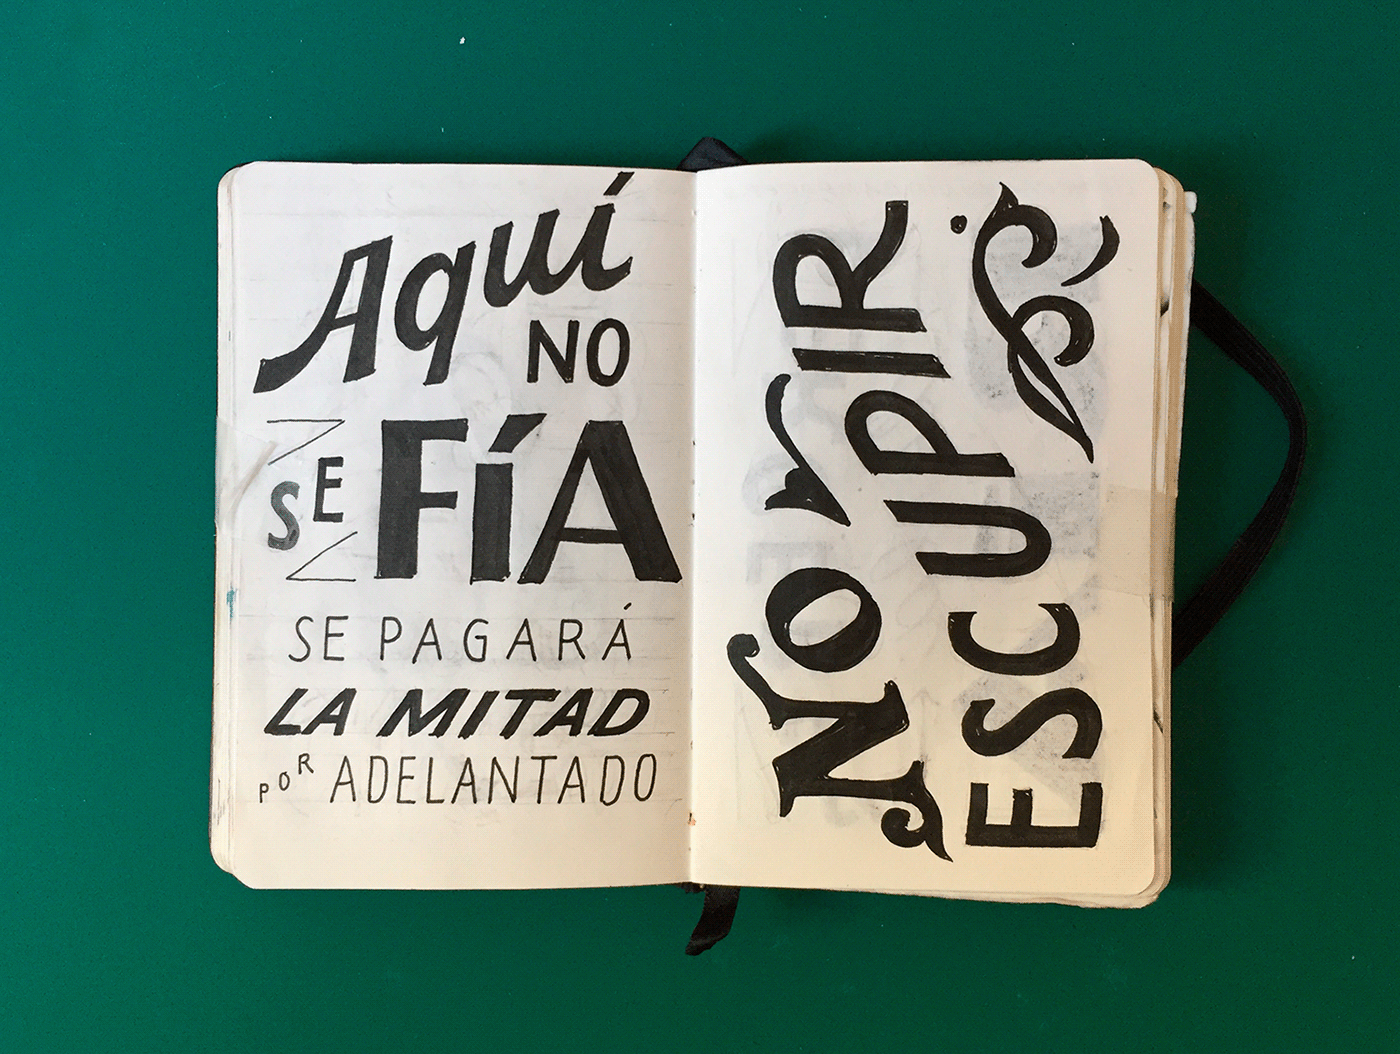 Aquí
NO
SE FíA
SE PAGARÁ
LA MITAD
POR ADELANTADO
NO
ESCUPIR